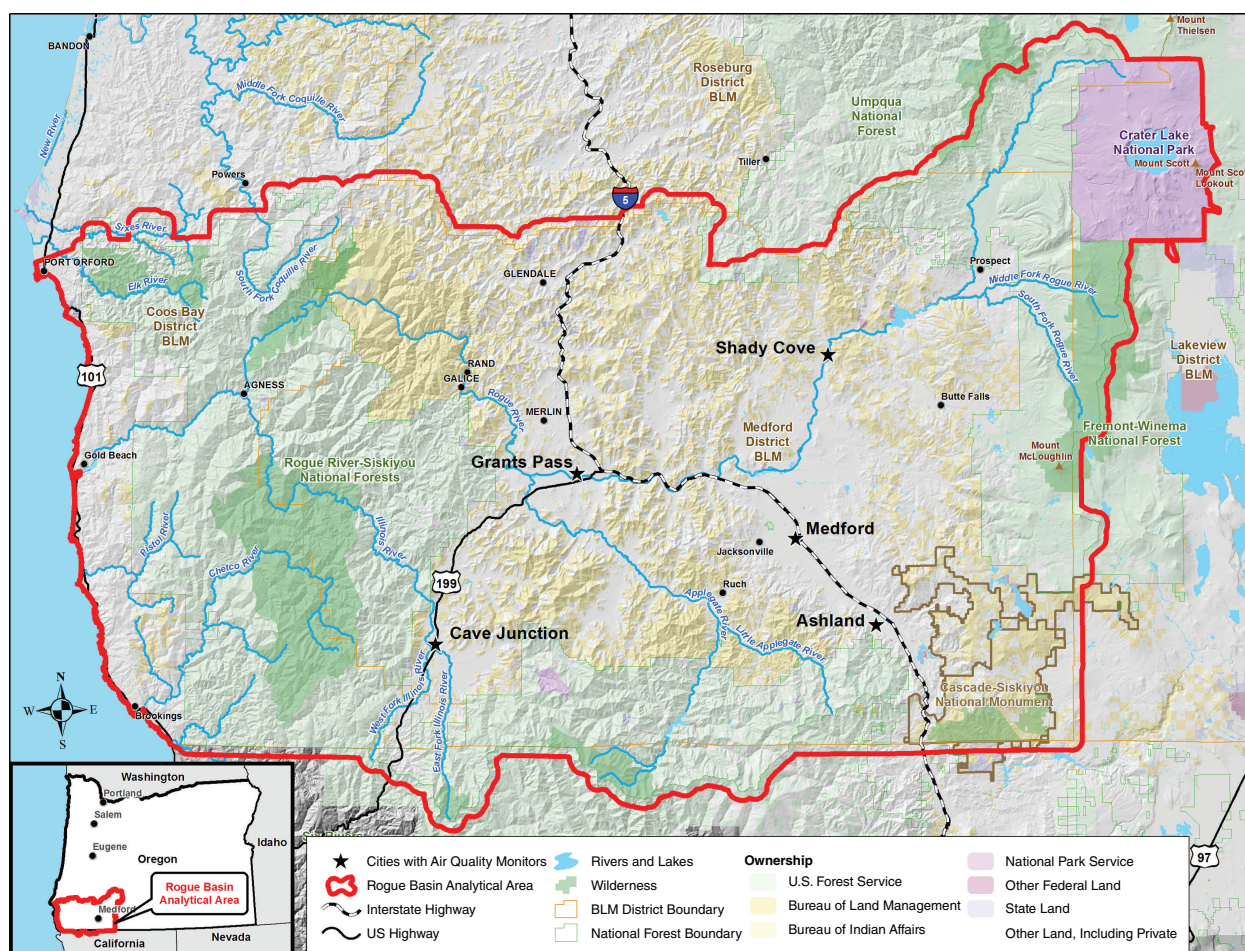 BANDON
New River
Middle Fork Coquille River
Powers
Roseburg
District
BLM
Tiller
Umpqua
National
Forest
Mount
Thielsen
Crater Lake
National Park
Mount Scott
Mount Scott
Lookout
5
Sixes River
PORT ORFORD
Elk River
South Fork Coquille River
Coos Bay
District
BLM
GLENDALE
Prospect
Middle Fork Rogue River
South Fork Rogue River
Shady Cove
Lakeview
District
BLM
101
AGNESS
RAND
GALICE
Rogue River
MERLIN
Butte Falls
Medford
District
BLM
Fremont-Winema
National Forest
Mount
McLoughlin
Gold Beach
Rogue River-Siskiyou
National Forests
Grants Pass
Illinois River
Pistol River
Chetco River
199
Medford
Jacksonville
Ruch
Applegate River
Little Applegate River
Ashland
Cave Junction
West Fork Illinois River
East Fork Illinois River
Cascade-Siskiyou
National Monument
N
W E
S
Brookings
97
Washington
Portland
Salem
Eugene
Oregon
Idaho
Rogue Basin
Analytical Area
Medford
California
Nevada
Cities with Air Quality Monitors
Rogue Basin Analytical Area
Interstate Highway
US Highway
Rivers and Lakes
Wilderness
BLM District Boundary
National Forest Boundary
Ownership
U.S. Forest Service
Bureau of Land Management
Bureau of Indian Affairs
National Park Service
Other Federal Land
State Land
Other Land, Including Private